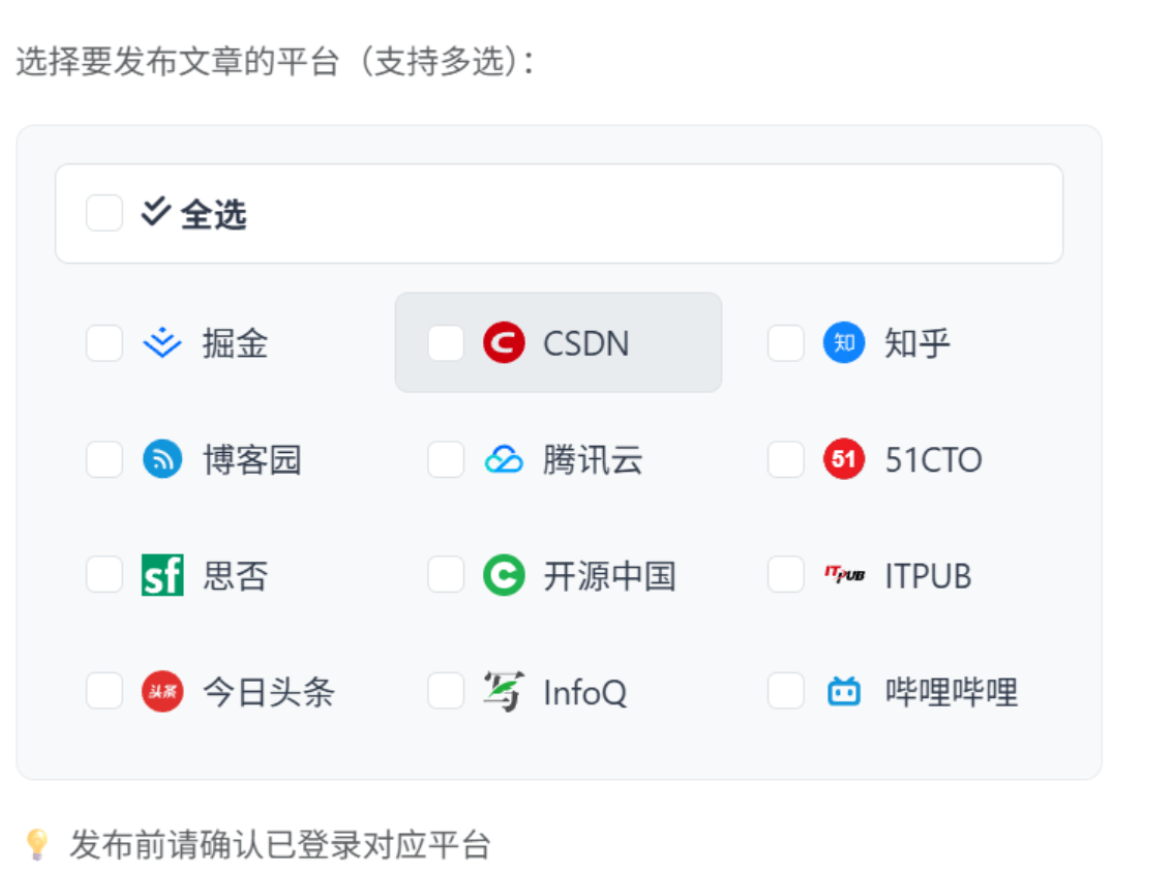 选择要发布文章的平台（支持多选）：
全选
掘金 CSDN 知 知乎
博客园 腾讯云 51 51CTO
sf 思否 开源中国 ITPUB ITPUB
头条 今日头条 写 InfoQ 哔哩哔哩
💡 发布前请确认已登录对应平台